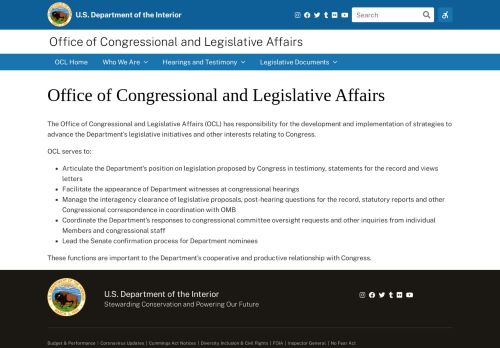 U.S. Department of the Interior
Search
Office of Congressional and Legislative Affairs
OCL Home Who We Are Hearings and Testimony Legislative Documents
Office of Congressional and Legislative Affairs
The Office of Congressional and Legislative Affairs (OCL) has responsibility for the development and implementation of strategies to
advance the Department's legislative initiatives and other interests relating to Congress.
OCL serves to:
• Articulate the Department's position on legislation proposed by Congress in testimony, statements for the record and views
letters
• Facilitate the appearance of Department witnesses at congressional hearings
• Manage the interagency clearance of legislative proposals, post-hearing questions for the record, statutory reports and other
Congressional correspondence in coordination with OMB
• Coordinate the Department's responses to congressional committee oversight requests and other inquiries from individual
Members and congressional staff
• Lead the Senate confirmation process for Department nominees
These functions are important to the Department's cooperative and productive relationship with Congress.
U.S. Department of the Interior
Stewarding Conservation and Powering Our Future
Budget & Performance | Coronavirus Updates | Cummings Act Notices | Diversity Inclusion & Civil Rights | FOIA | Inspector General | No Fear Act